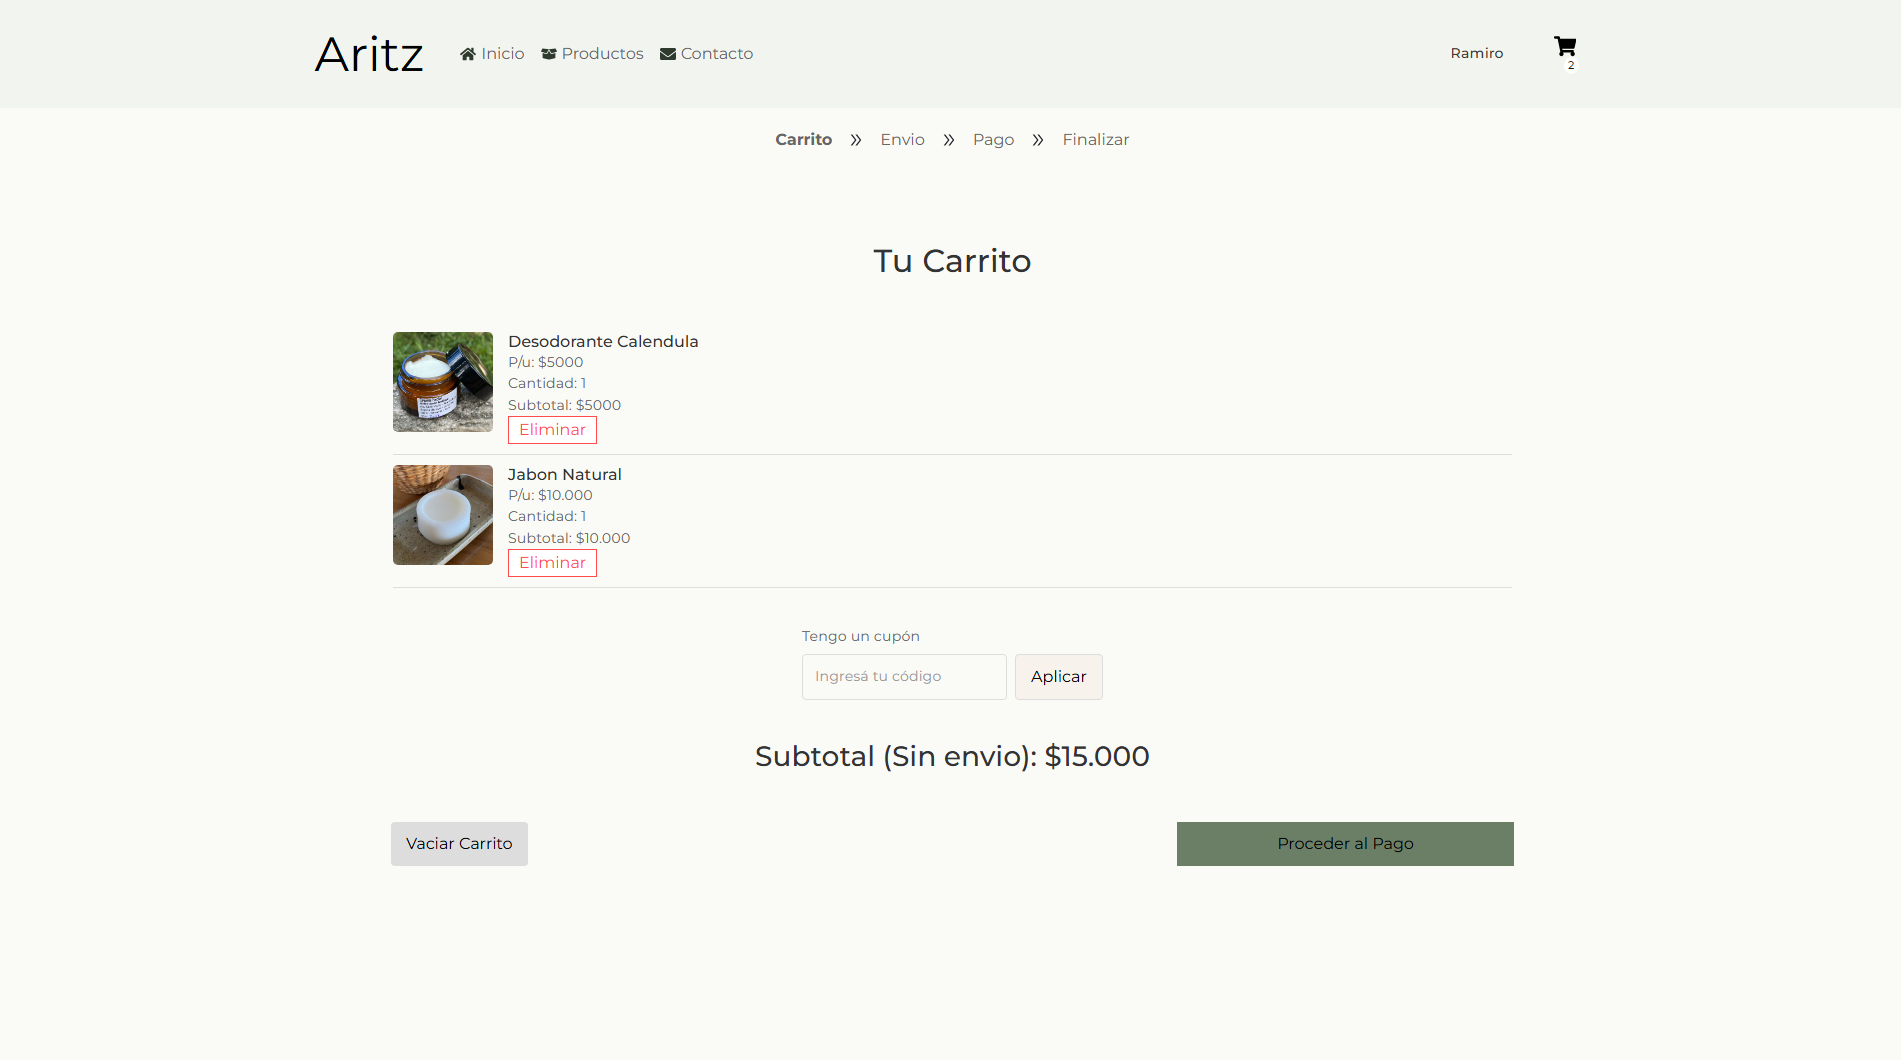 Aritz
Inicio
Productos
Contacto
Ramiro
2
Carrito » Envio » Pago » Finalizar
Tu Carrito
Desodorante Calendula
P/u: $5000
Cantidad: 1
Subtotal: $5000
Eliminar
Jabon Natural
P/u: $10.000
Cantidad: 1
Subtotal: $10.000
Eliminar
Tengo un cupón
Ingresá tu código
Aplicar
Subtotal (Sin envio): $15.000
Vaciar Carrito
Proceder al Pago